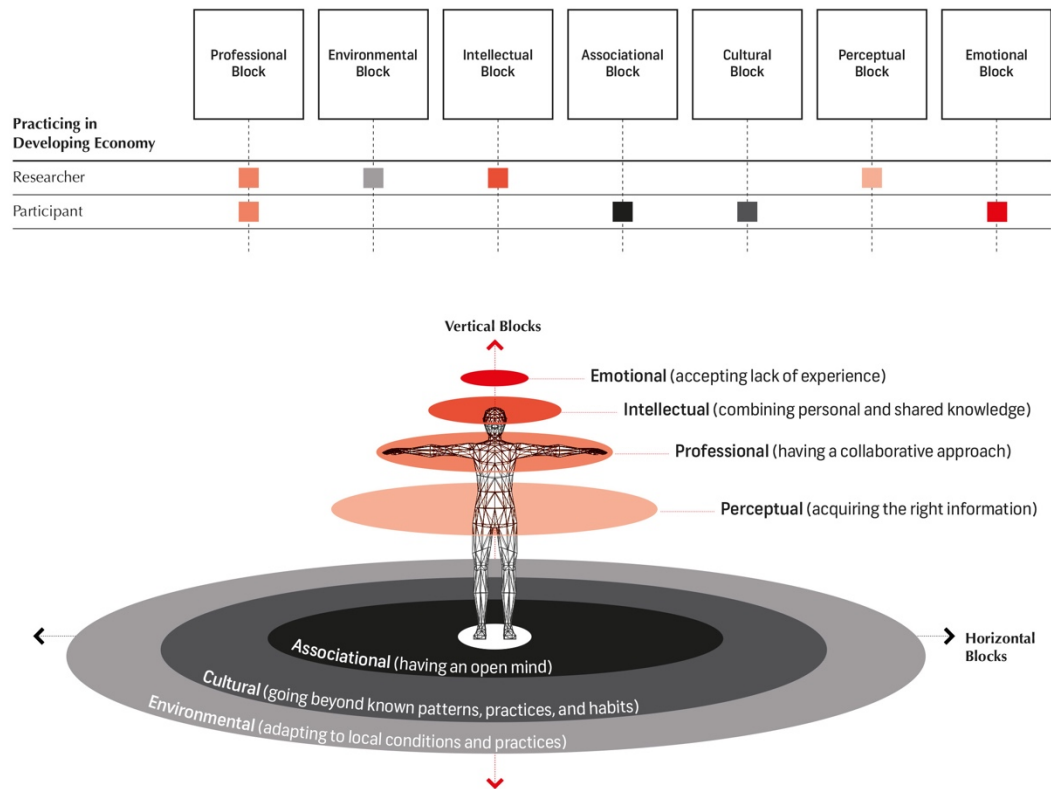 Professional
Block
Environmental
Block
Intellectual
Block
Associational
Block
Cultural
Block
Perceptual
Block
Emotional
Block
Practicing in
Developing Economy
Researcher
Participant
Vertical Blocks
Emotional (accepting lack of experience)
Intellectual (combining personal and shared knowledge)
Professional (having a collaborative approach)
Perceptual (acquiring the right information)
Horizontal
Blocks
Associational (having an open mind)
Cultural (going beyond known patterns, practices, and habits)
Environmental (adapting to local conditions and practices)